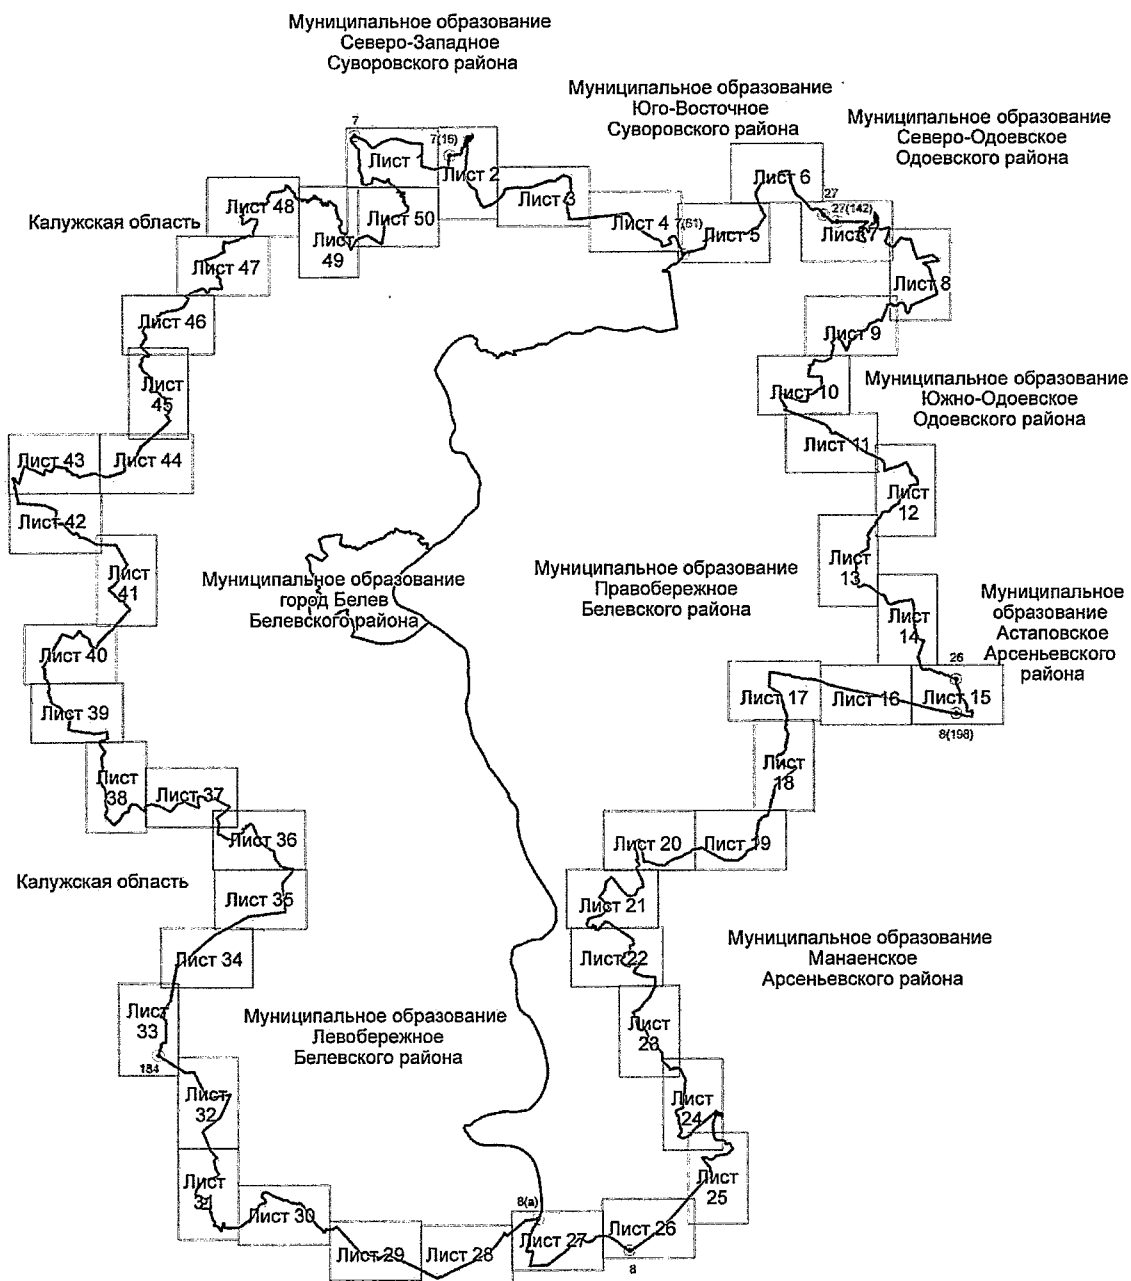 Муниципальное образование
Северо-Западное
Суворовского района
Муниципальное образование
Юго-Восточное
Суворовского района
Муниципальное образование
Северо-Одоевское
Одоевского района
7
7(15)
Лист 1
Лист 2
Лист 3
Лист 4
7(51)
Лист 5
Лист 6
27
27(142)
Лист 7
Лист 8
Лист 9
Лист 10
Муниципальное образование
Южно-Одоевское
Одоевского района
Лист 11
Лист
12
Лист
13
Лист
14
Муниципальное
образование
Астаповское
Арсеньевского
района
26
Лист 15
8(198)
Лист 16
Лист 17
Лист
18
Лист 19
Лист 20
Лист 21
Лист 22
Муниципальное образование
Манаенское
Арсеньевского района
Лист
23
Лист
24
Лист
25
Лист 26
8
Лист 27
8(а)
Лист 28
Лист 29
Лист 30
Лист
31
Лист
32
Лист
33
184
Лист 34
Лист 35
Лист 36
Калужская область
Лист 37
Лист
38
Лист 39
Лист 40
Лист
41
Лист 42
Лист 43
Лист 44
Лист
45
Лист 46
Лист 47
Лист 48
Калужская область
Лист
49
Лист 50
Муниципальное образование
город Белев
Белевского района
Муниципальное образование
Правобережное
Белевского района
Муниципальное образование
Левобережное
Белевского района